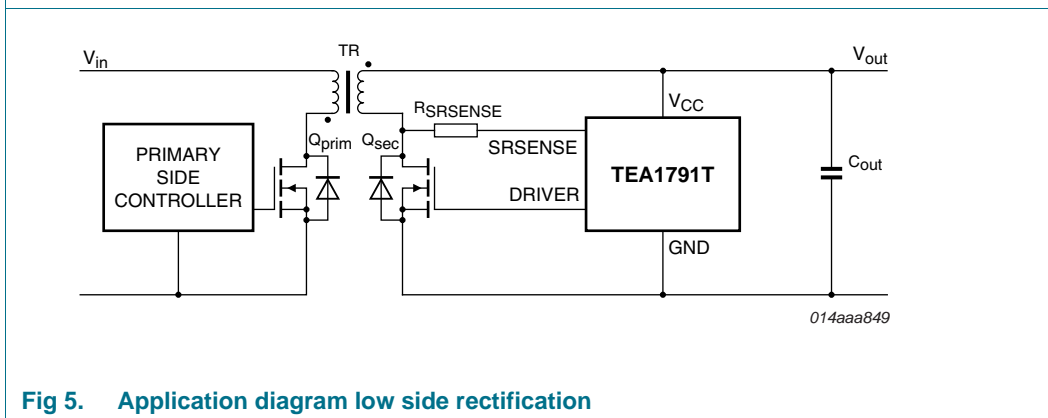 TR
Vin
Vout
VCC
RSRSENSE
Qprim
Qsec
SRSENSE
PRIMARY
SIDE
CONTROLLER
TEA1791T
Cout
DRIVER
GND
014aaa849
Fig 5. Application diagram low side rectification